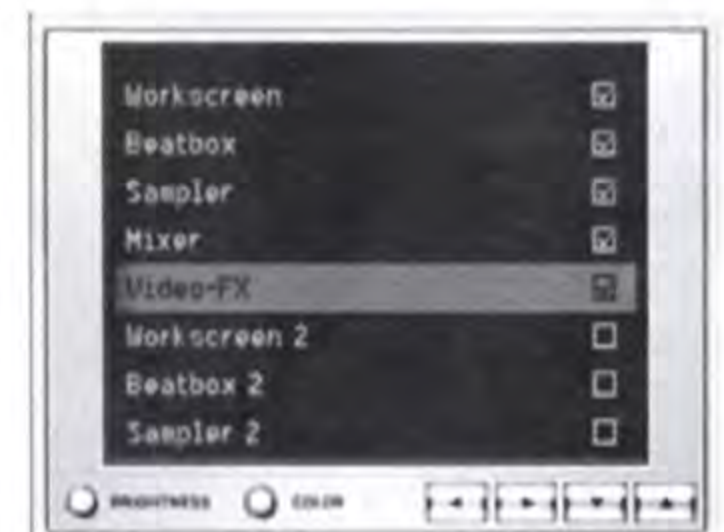 Workscreen
Beatbox
Sampler
Mixer
Video-FX
Workscreen 2
Beatbox 2
Sampler 2
BRIGHTNESS COLOR